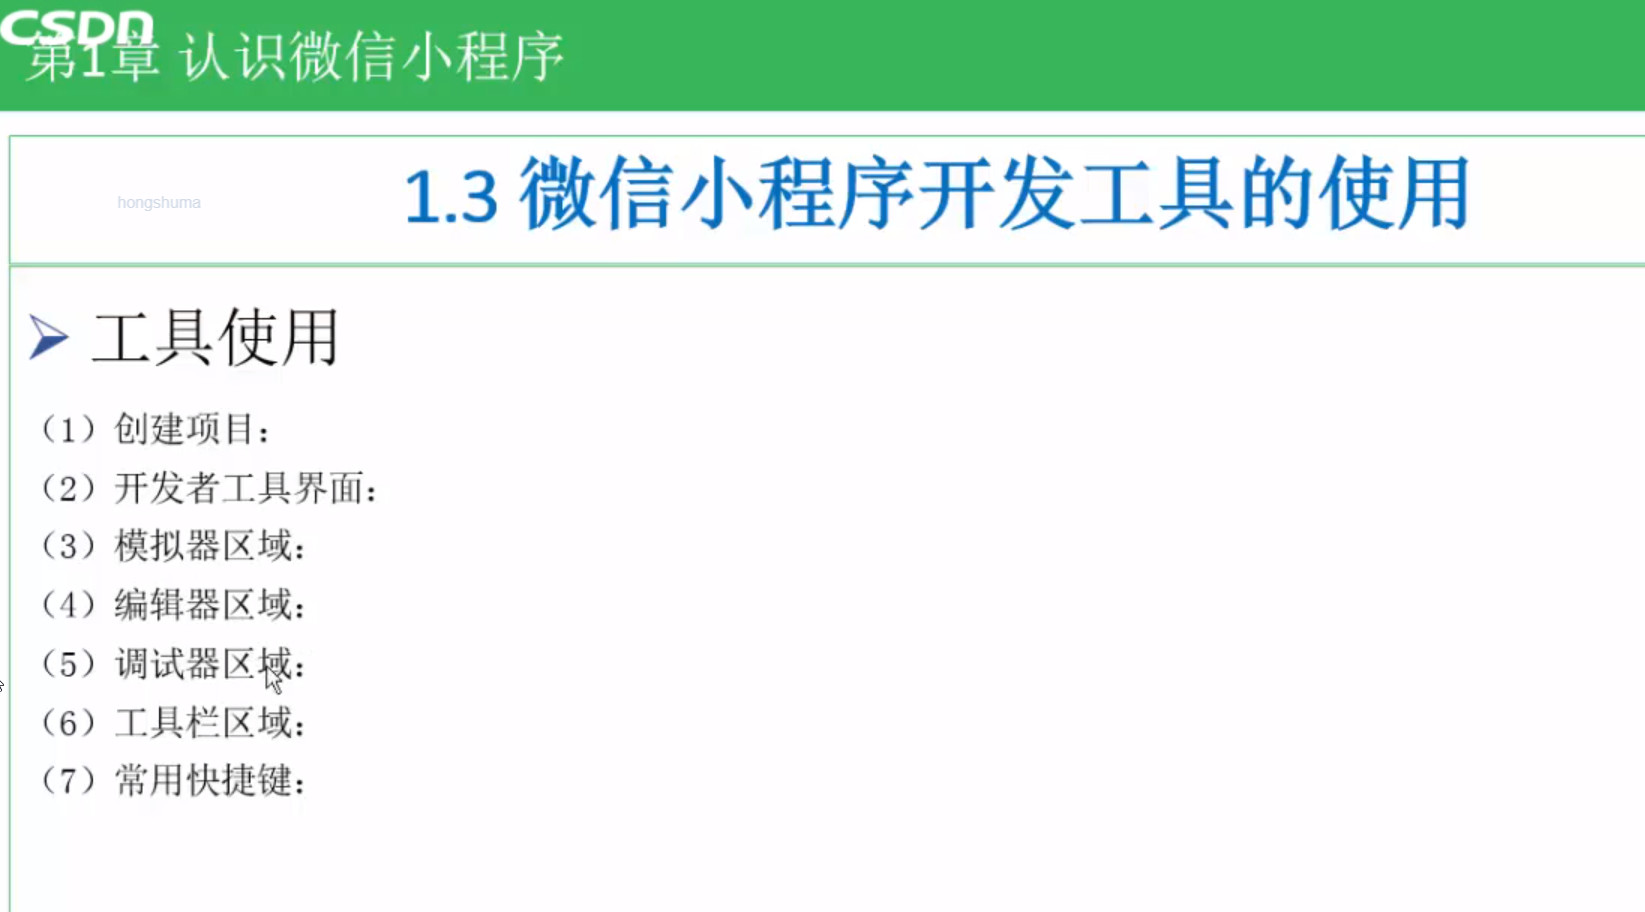 CSDN
第1章 认识微信小程序
1.3 微信小程序开发工具的使用
hongshuma
工具使用
（1）创建项目：
（2）开发者工具界面：
（3）模拟器区域：
（4）编辑器区域：
（5）调试器区域：
（6）工具栏区域：
（7）常用快捷键：